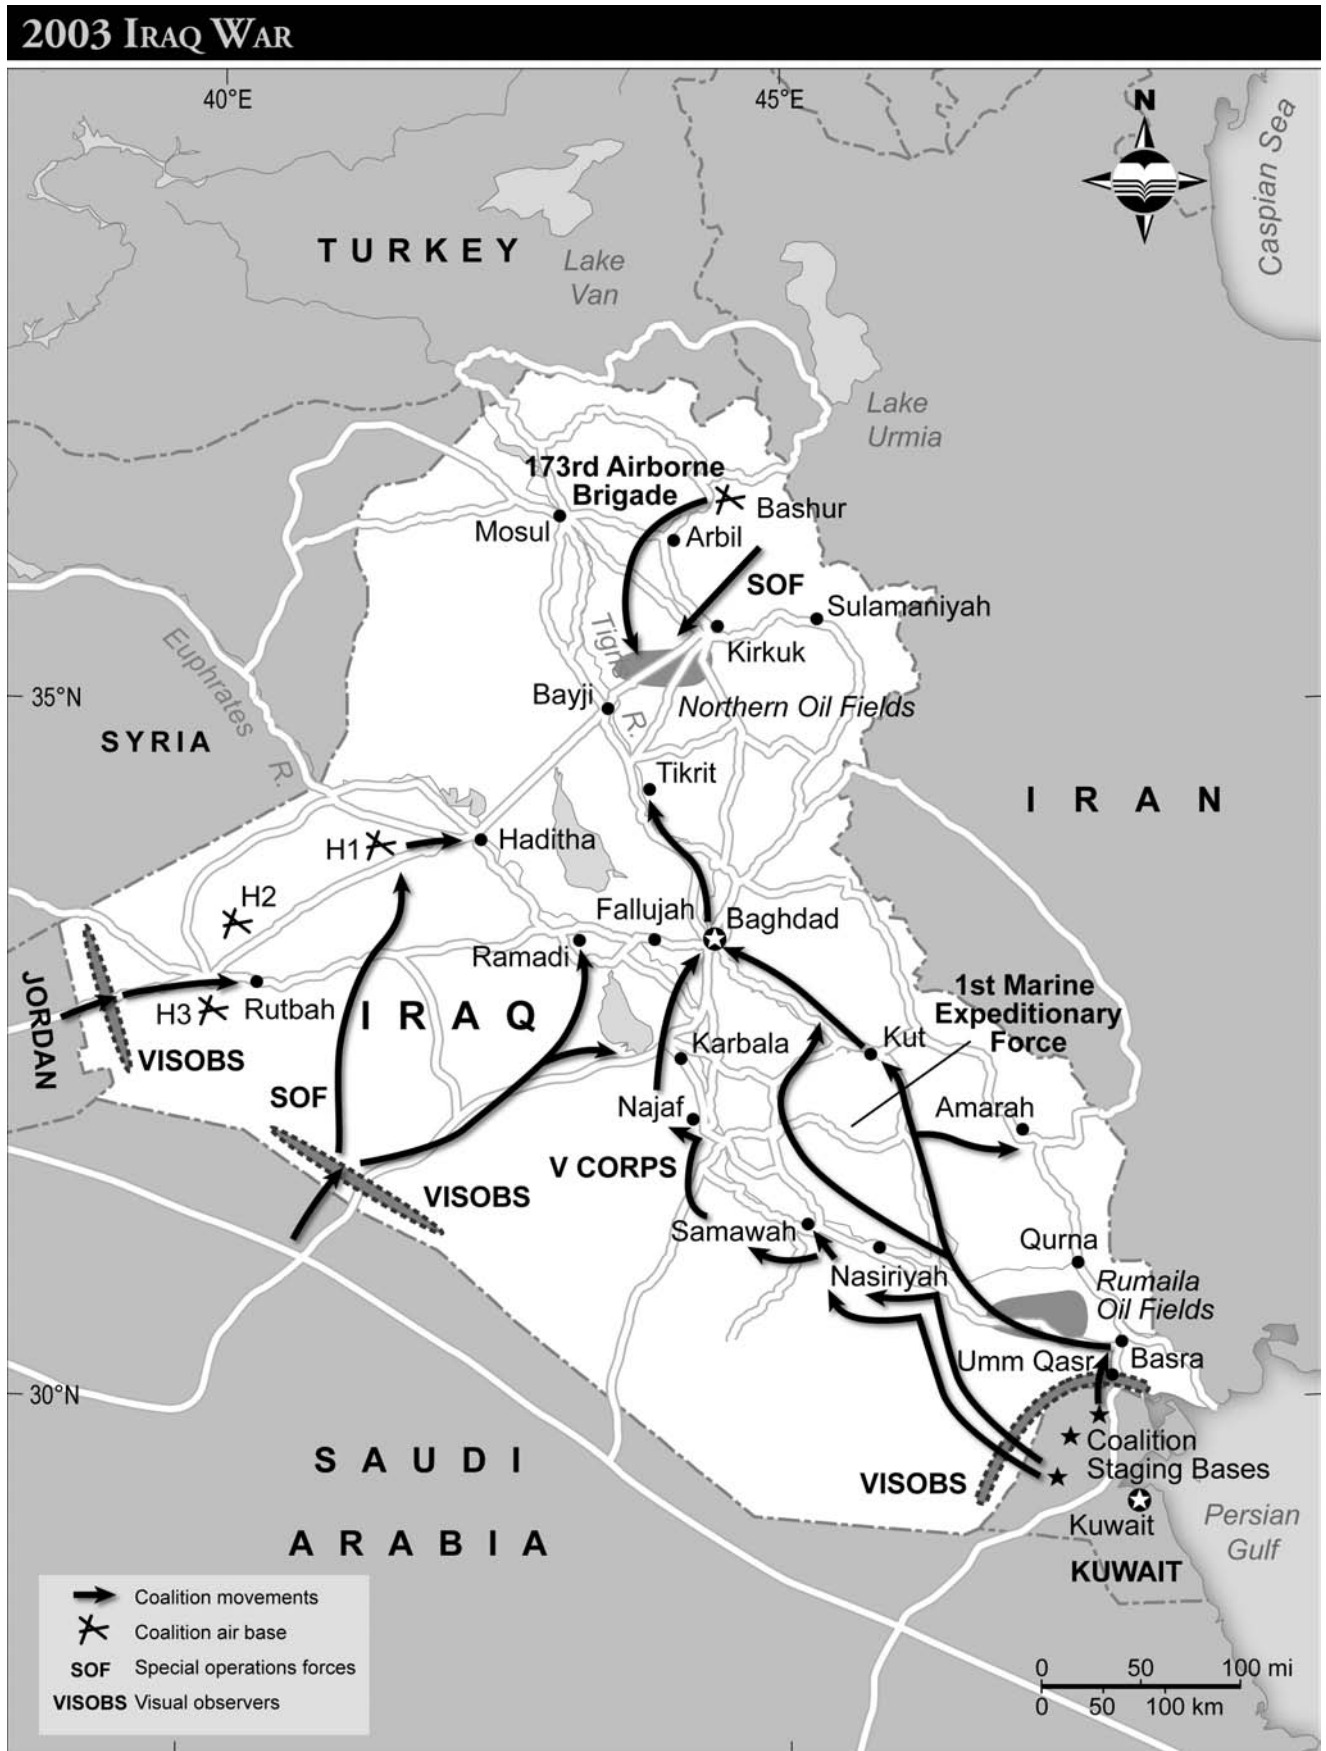 2003 IRAQ WAR
40°E
45°E
N
Caspian Sea
TURKEY
Lake
Van
Lake
Urmia
173rd Airborne
Brigade
Bashur
Mosul
Arbil
SOF
Sulamaniyah
Kirkuk
Tigris
R.
Euphrates
R.
35°N
Bayji
Northern Oil Fields
SYRIA
Tikrit
IRAN
H1
Haditha
H2
Fallujah
Baghdad
Ramadi
JORDAN
H3
Rutbah
IRAQ
1st Marine
Expeditionary
Force
VISOBS
Karbala
Kut
SOF
Najaf
Amarah
V CORPS
VISOBS
Samawah
Qurna
Nasiriyah
Rumaila
Oil Fields
Umm Qasr
Basra
30°N
Coalition
Staging Bases
SAUDI
ARABIA
VISOBS
Kuwait
Persian
Gulf
KUWAIT
Coalition movements
Coalition air base
SOF Special operations forces
VISOBS Visual observers
0 50 100 mi
0 50 100 km